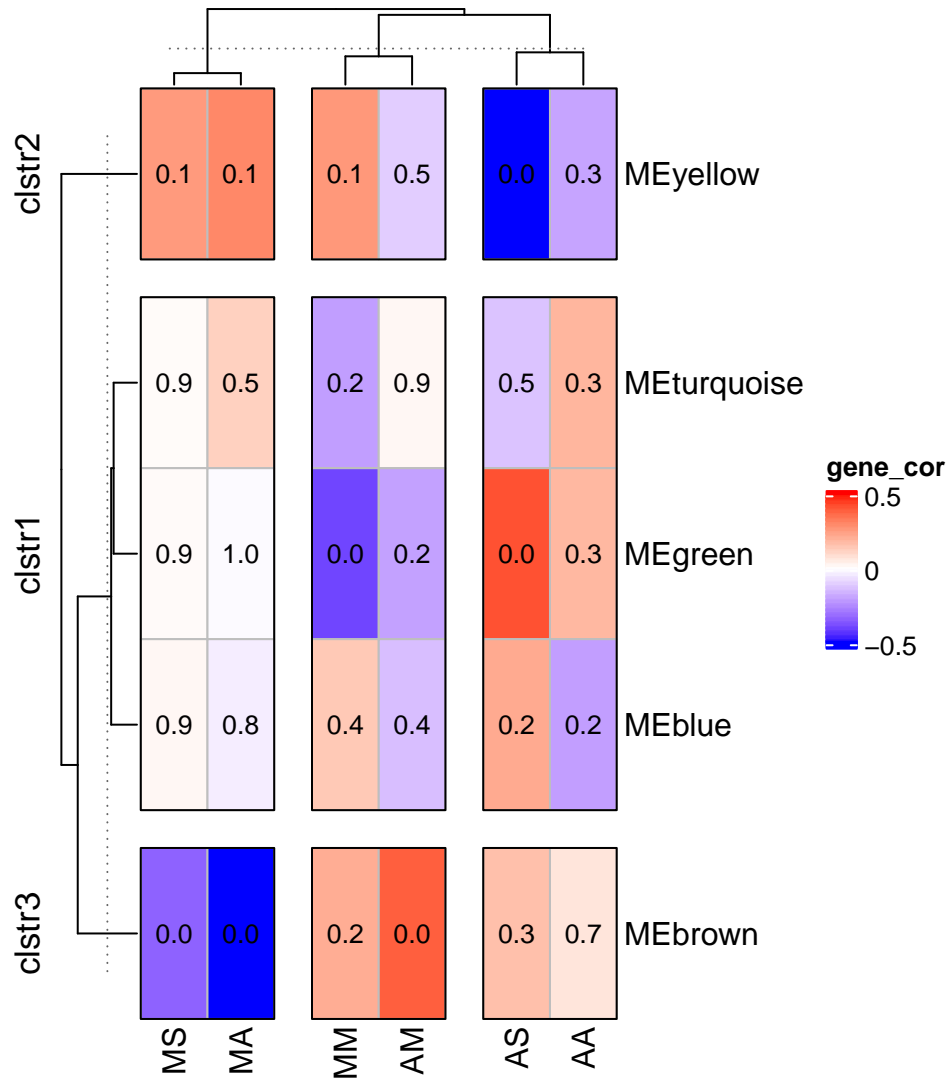 clstr2
0.1 0.1 0.1 0.5 0.0 0.3 MEyellow
clstr1
0.9 0.5 0.2 0.9 0.5 0.3 MEturquoise
0.9 1.0 0.0 0.2 0.0 0.3 MEgreen
0.9 0.8 0.4 0.4 0.2 0.2 MEblue
clstr3
0.0 0.0 0.2 0.0 0.3 0.7 MEbrown
MS MA MM AM AS AA
gene_cor
0.5
0
−0.5